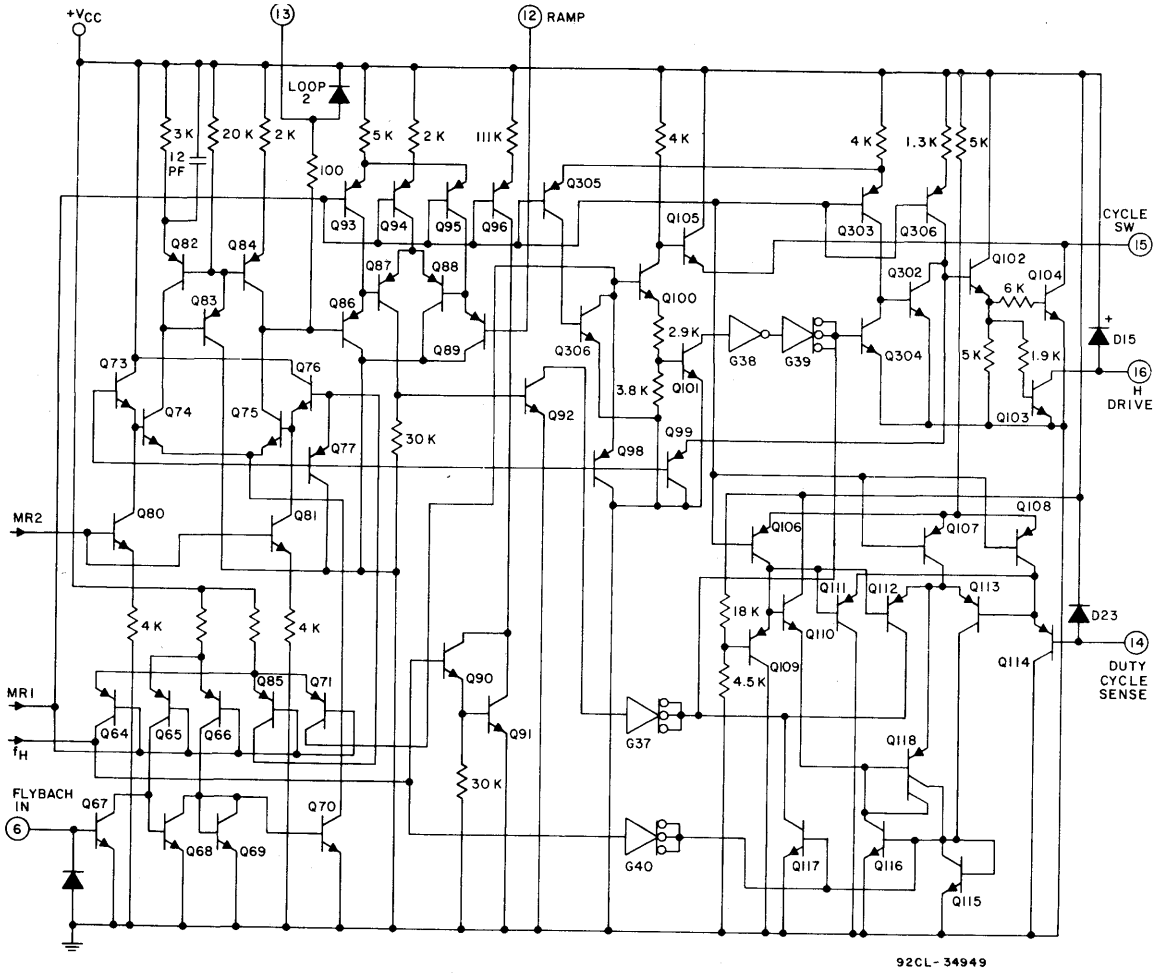 +VCC
13
12 RAMP
LOOP 2
3K
12 PF
20K
2K
100
5K
2K
111K
4K
4K
1.3K
5K
Q305
Q93
Q94
Q95
Q96
Q105
Q303
Q306
CYCLE SW
15
Q82
Q84
Q83
Q87
Q88
Q86
Q89
Q306
Q100
2.9K
Q302
Q102
6K
Q104
G38
G39
Q304
5K
1.9K
+
D15
16
H DRIVE
Q73
Q76
Q74
Q75
Q77
30K
Q92
3.8K
Q101
Q103
Q98
Q99
MR2
Q80
Q81
Q106
Q107
Q108
4K
4K
18K
4.5K
Q109
Q110
Q111
Q112
Q113
Q114
D23
14
DUTY CYCLE SENSE
MR1
fH
Q64
Q65
Q66
Q85
Q71
Q90
Q91
30K
G37
Q118
FLYBACH IN
6
Q67
Q68
Q69
Q70
G40
Q117
Q116
Q115
92CL-34949